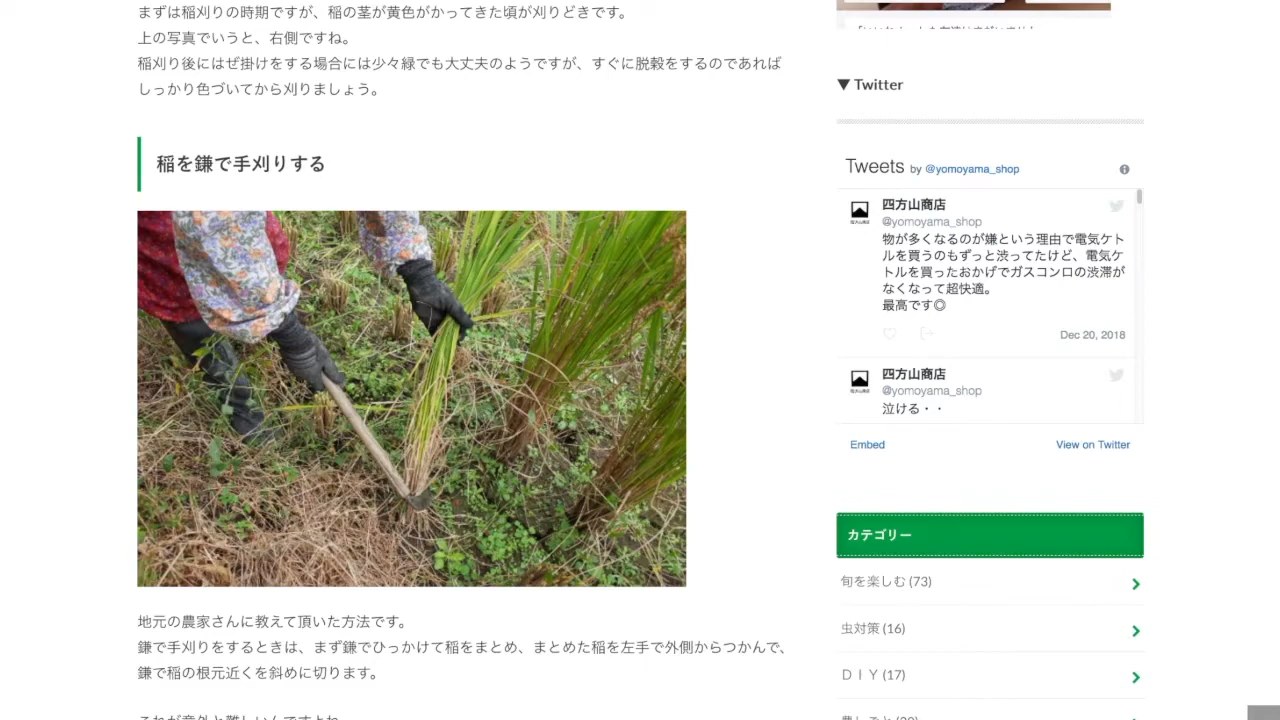 まずは稲刈りの時期ですが、稲の茎が黄色がかってきた頃が刈りどきです。
上の写真でいうと、右側ですね。
稲刈り後にはぜ掛けをする場合には少々緑でも大丈夫のようですが、すぐに脱穀をするのであれば
しっかり色づいてから刈りましょう。
稲を鎌で手刈りする
地元の農家さんに教えて頂いた方法です。
鎌で手刈りをするときは、まず鎌でひっかけて稲をまとめ、まとめた稲を左手で外側からつかんで、
鎌で稲の根元近くを斜めに切ります。
▼ Twitter
Tweets by @yomoyama_shop
四方山商店
@yomoyama_shop
物が多くなるのが嫌という理由で電気ケト
ルを買うのもずっと渋ってたけど、電気ケ
トルを買ったおかげでガスコンロの渋滞が
なくなって超快適。
最高です◎
Dec 20, 2018
四方山商店
@yomoyama_shop
泣ける・・
Embed
View on Twitter
カテゴリー
旬を楽しむ (73)
虫対策 (16)
ＤＩＹ (17)